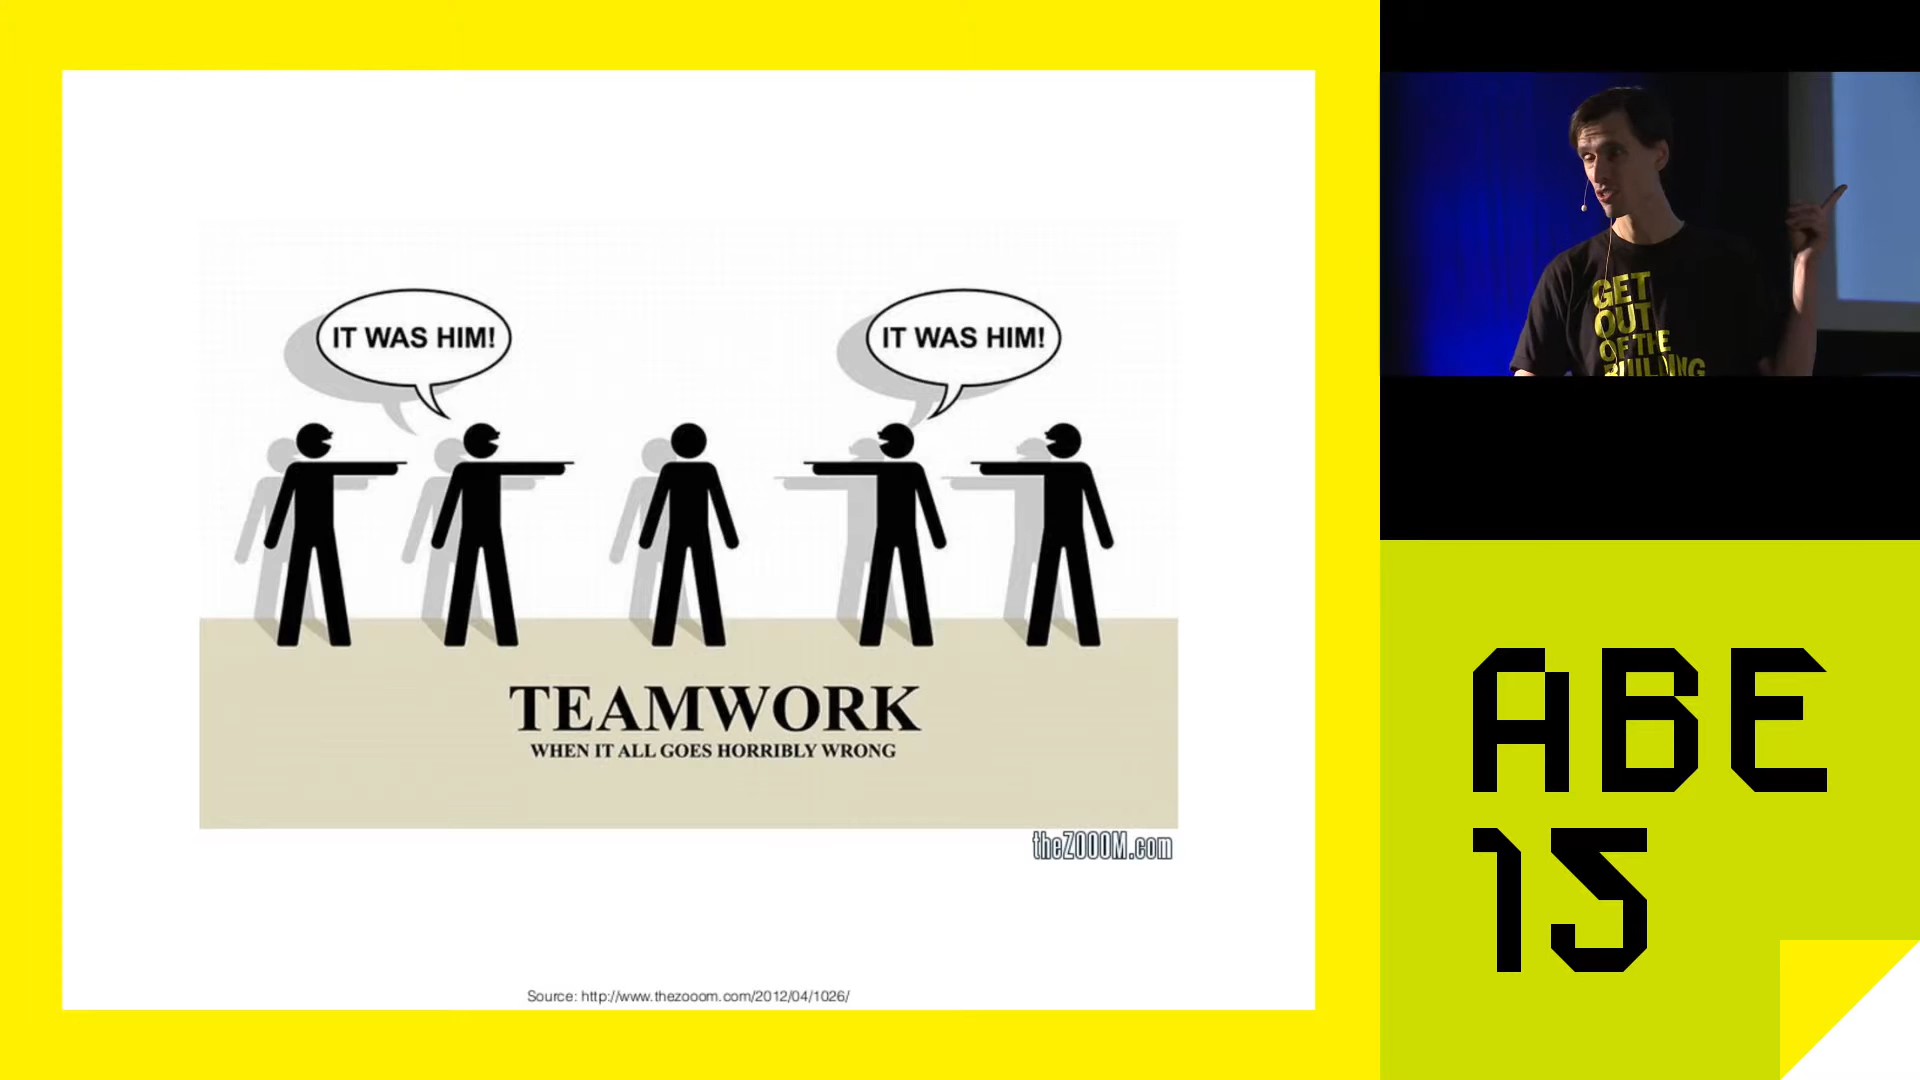 IT WAS HIM!
IT WAS HIM!
TEAMWORK
WHEN IT ALL GOES HORRIBLY WRONG
theZOOOM.com
Source: http://www.thezooom.com/2012/04/1026/
GET
OUT
OF THE
BUILDING
ABE
15